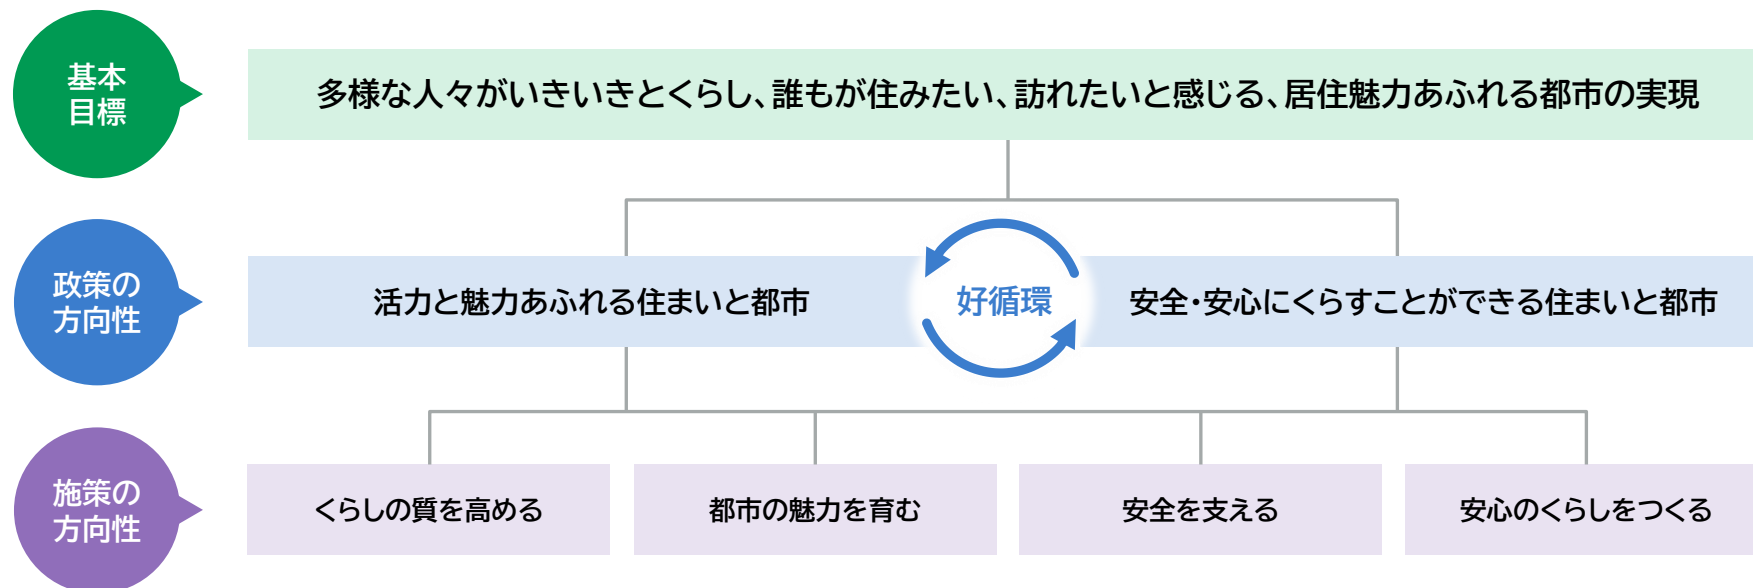 基本
目標
多様な人々がいきいきとくらし、誰もが住みたい、訪れたいと感じる、居住魅力あふれる都市の実現
政策の
方向性
活力と魅力あふれる住まいと都市
好循環
安全・安心にくらすことができる住まいと都市
施策の
方向性
くらしの質を高める
都市の魅力を育む
安全を支える
安心のくらしをつくる